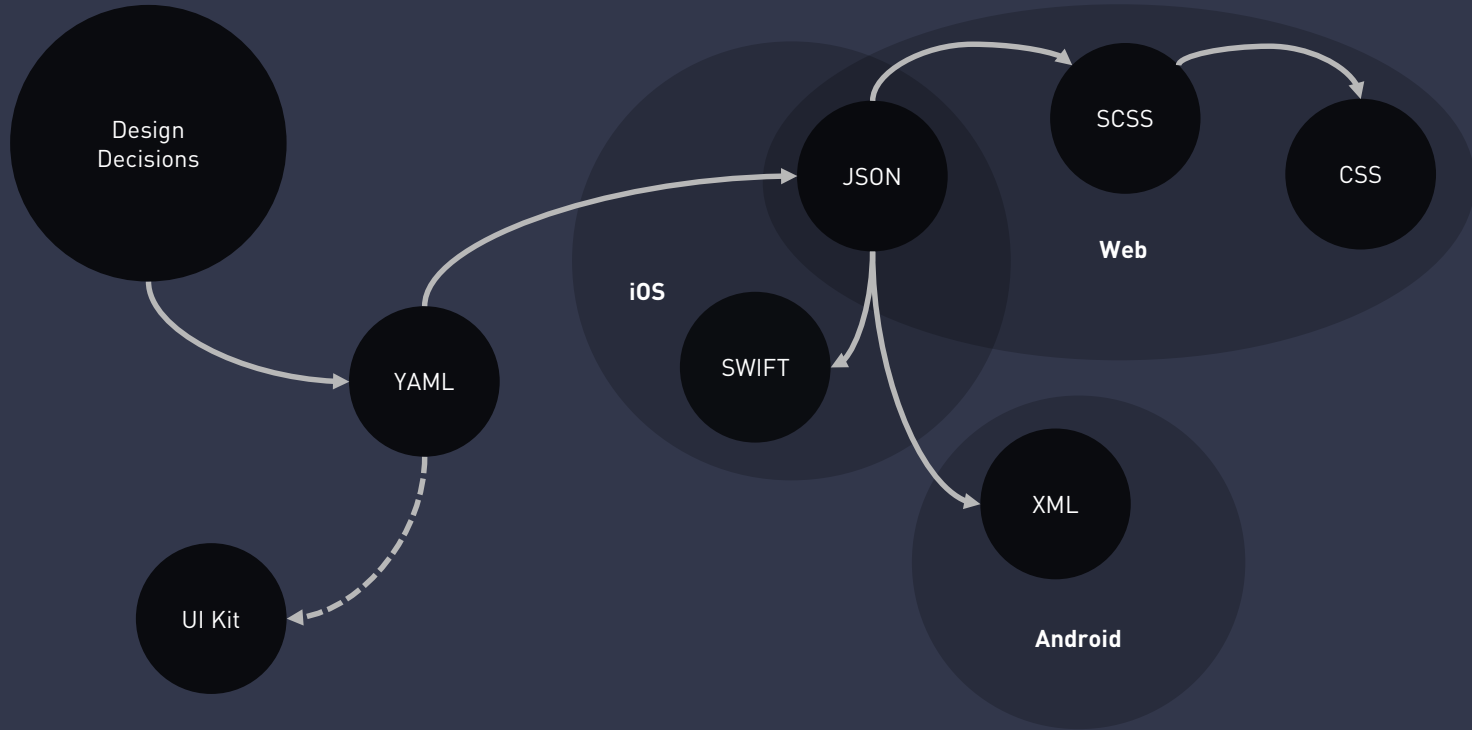 Design
Decisions
JSON
SCSS
CSS
Web
iOS
SWIFT
YAML
XML
UI Kit
Android